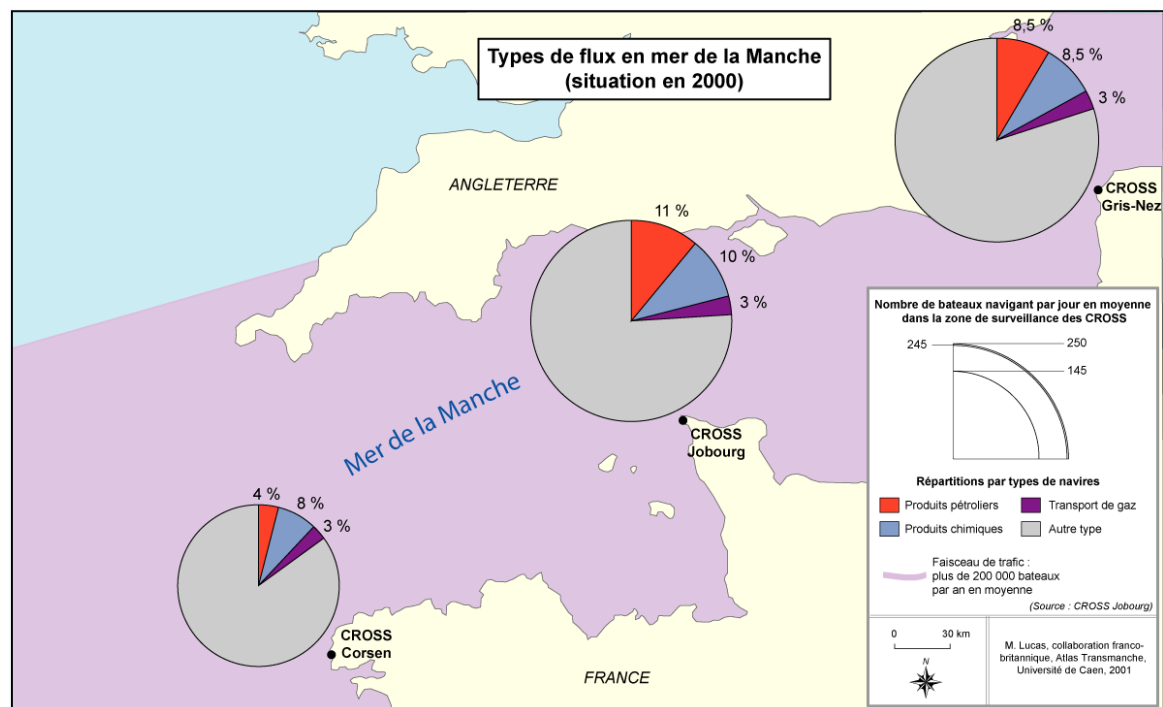 Types de flux en mer de la Manche
(situation en 2000)
8,5 %
8,5 %
3 %
ANGLETERRE
CROSS
Gris-Nez
11 %
10 %
3 %
Mer de la Manche
CROSS
Jobourg
4 %
8 %
3 %
CROSS
Corsen
FRANCE
Nombre de bateaux navigant par jour en moyenne
dans la zone de surveillance des CROSS
245
250
145
Répartitions par types de navires
Produits pétroliers
Transport de gaz
Produits chimiques
Autre type
Faisceau de trafic :
plus de 200 000 bateaux
par an en moyenne
(Source : CROSS Jobourg)
0 30 km
N
M. Lucas, collaboration franco-
britannique, Atlas Transmanche,
Université de Caen, 2001